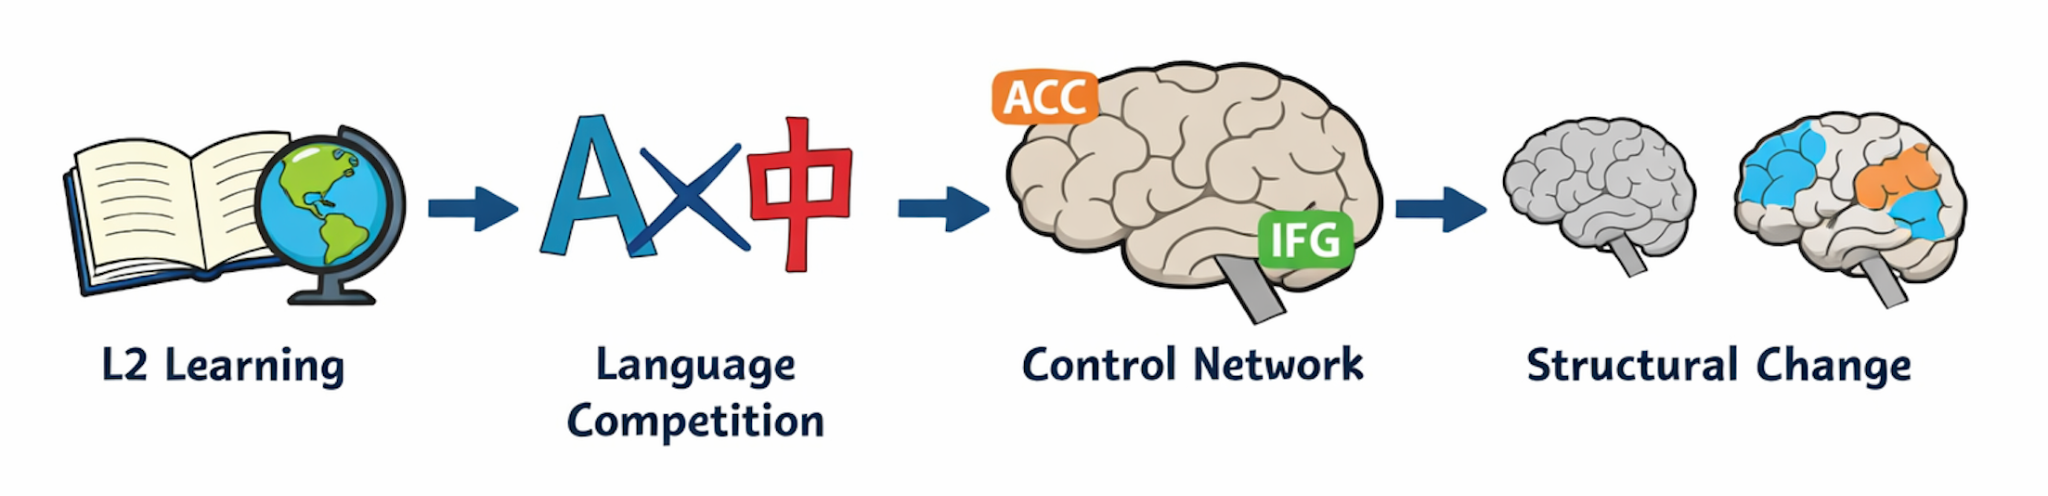 A 中
ACC
IFG
L2 Learning
Language
Competition
Control Network
Structural Change